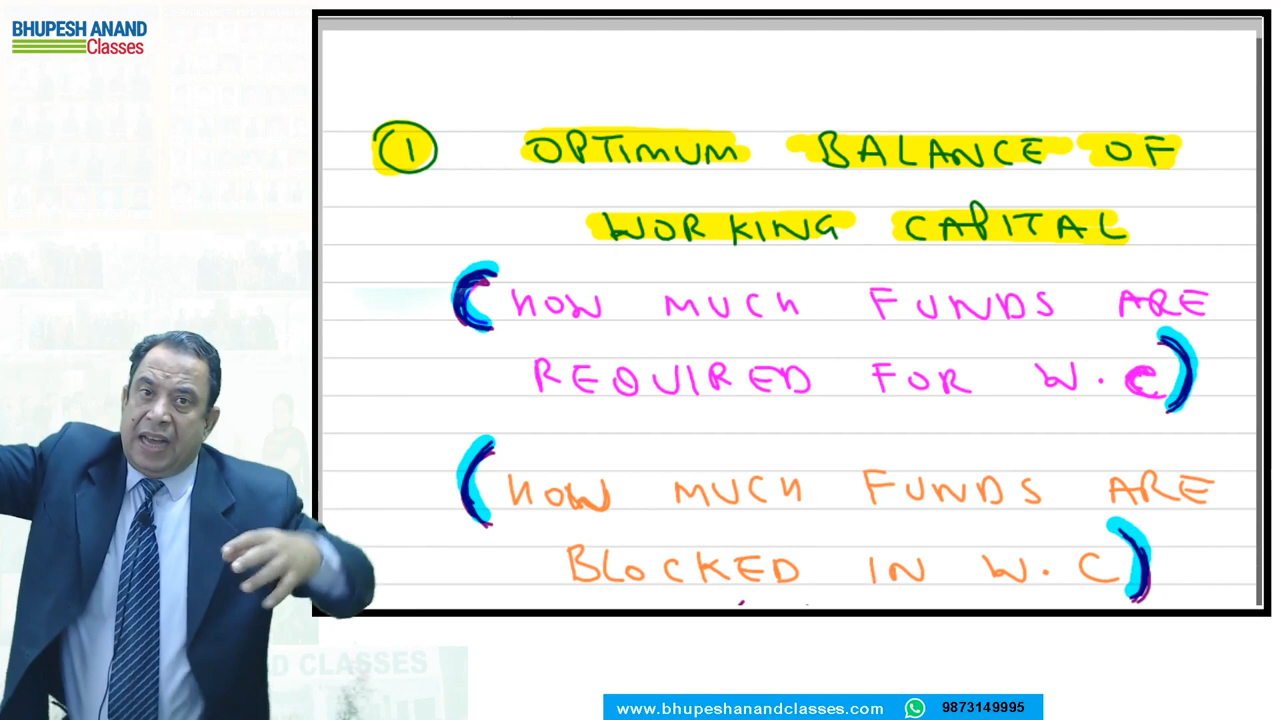 BHUPESH ANAND
Classes
1 OPTIMUM BALANCE OF
WORKING CAPITAL
(HOW MUCH FUNDS ARE
REQUIRED FOR W.C)
(HOW MUCH FUNDS ARE
BLOCKED IN W.C)
D CLASSES
www.bhupeshanandclasses.com 9873149995